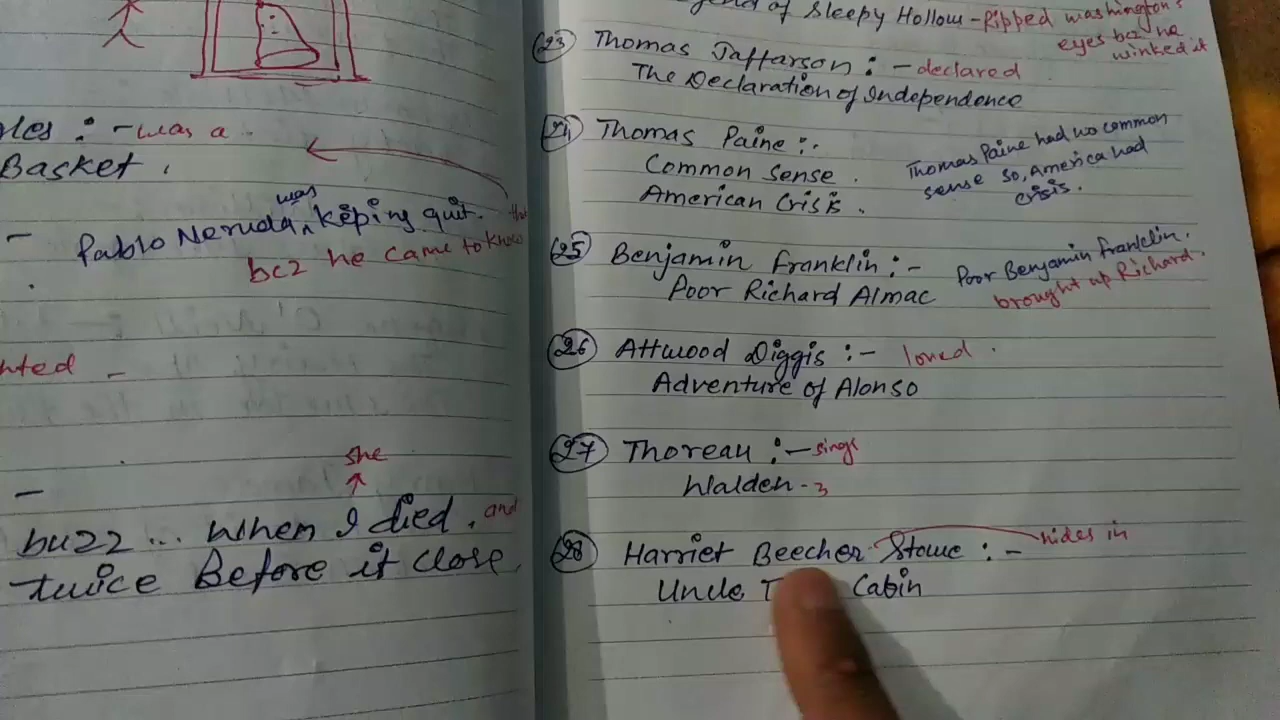 les : - was a
Basket.
was
- Pablo Neruda ^ keping quit.
bcz he came to know
nted -
she
buzz ... When I died. and
twice Before it close.
gend of Sleepy Hollow - Ripped washington's
eyes bcz he
winked it
(23) Thomas Jaffarson : - declared
The Declaration of Independence
Thomas Paine :.
Common Sense.
American Crisis.
Thomas Paine had no common
sense so, America had
crisis.
(25) Benjamin Franklin : -
Poor Richard Almac
Poor Benjamin Franklin.
brought up Richard.
(26) Attwood Diggis : - loved.
Adventure of Alonso
(27) Thoreau : - sings
Walden -
(28) Harriet Beecher Stowe : - hides in
Uncle Cabin